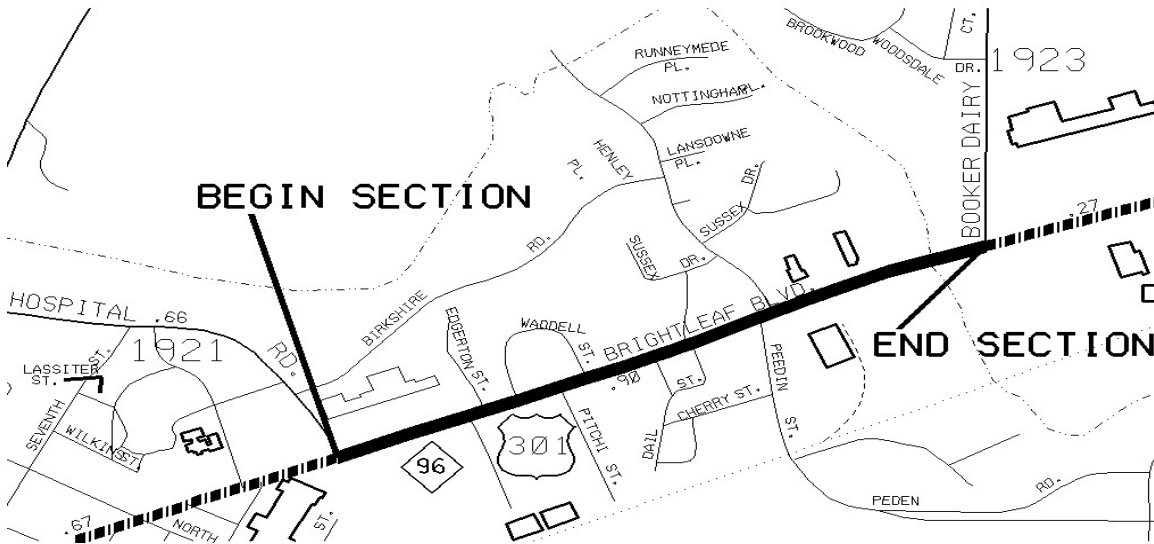 RUNNEYMEDE
PL.
NOTTINGHAM PL.
LANSDOWNE
PL.
HENLEY
PL.
BROOKWOOD
WOODSDALE
CT.
DR.
1923
BOOKER DAIRY
BEGIN SECTION
SUSSEX DR.
SUSSEX DR.
.27
BIRKSHIRE RD.
HOSPITAL RD.
.66
1921
LASSITER
ST.
SEVENTH ST.
WILKINS ST.
EDGERTON ST.
WADDELL
ST.
BRIGHTLEAF BLVD.
.90
END SECTION
PEEDIN ST.
CHERRY ST.
DAIL ST.
PITCHI ST.
301
96
.67
NORTH
ST.
PEDEN RD.